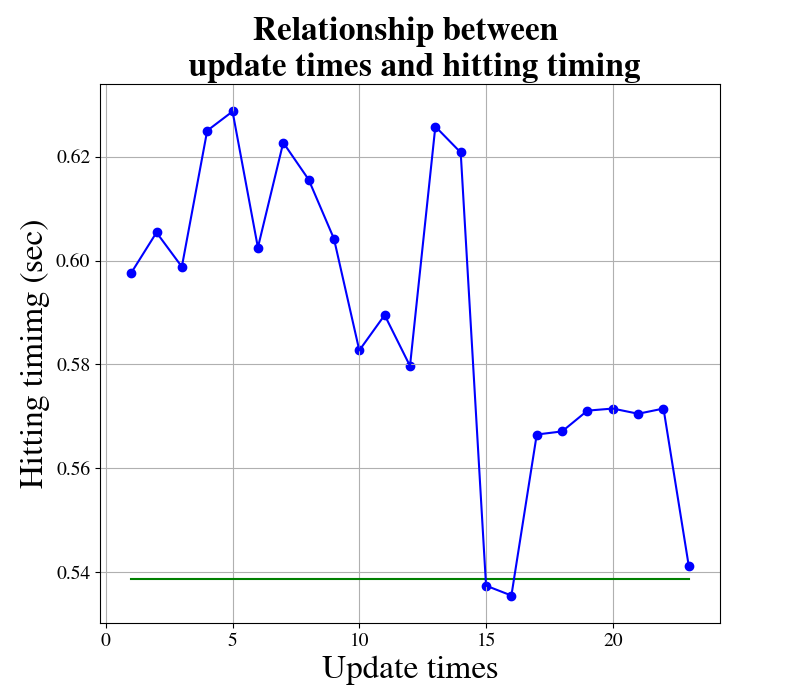 Relationship between
update times and hitting timing
0.62
0.60
0.58
0.56
0.54
Hitting timimg (sec)
0 5 10 15 20
Update times